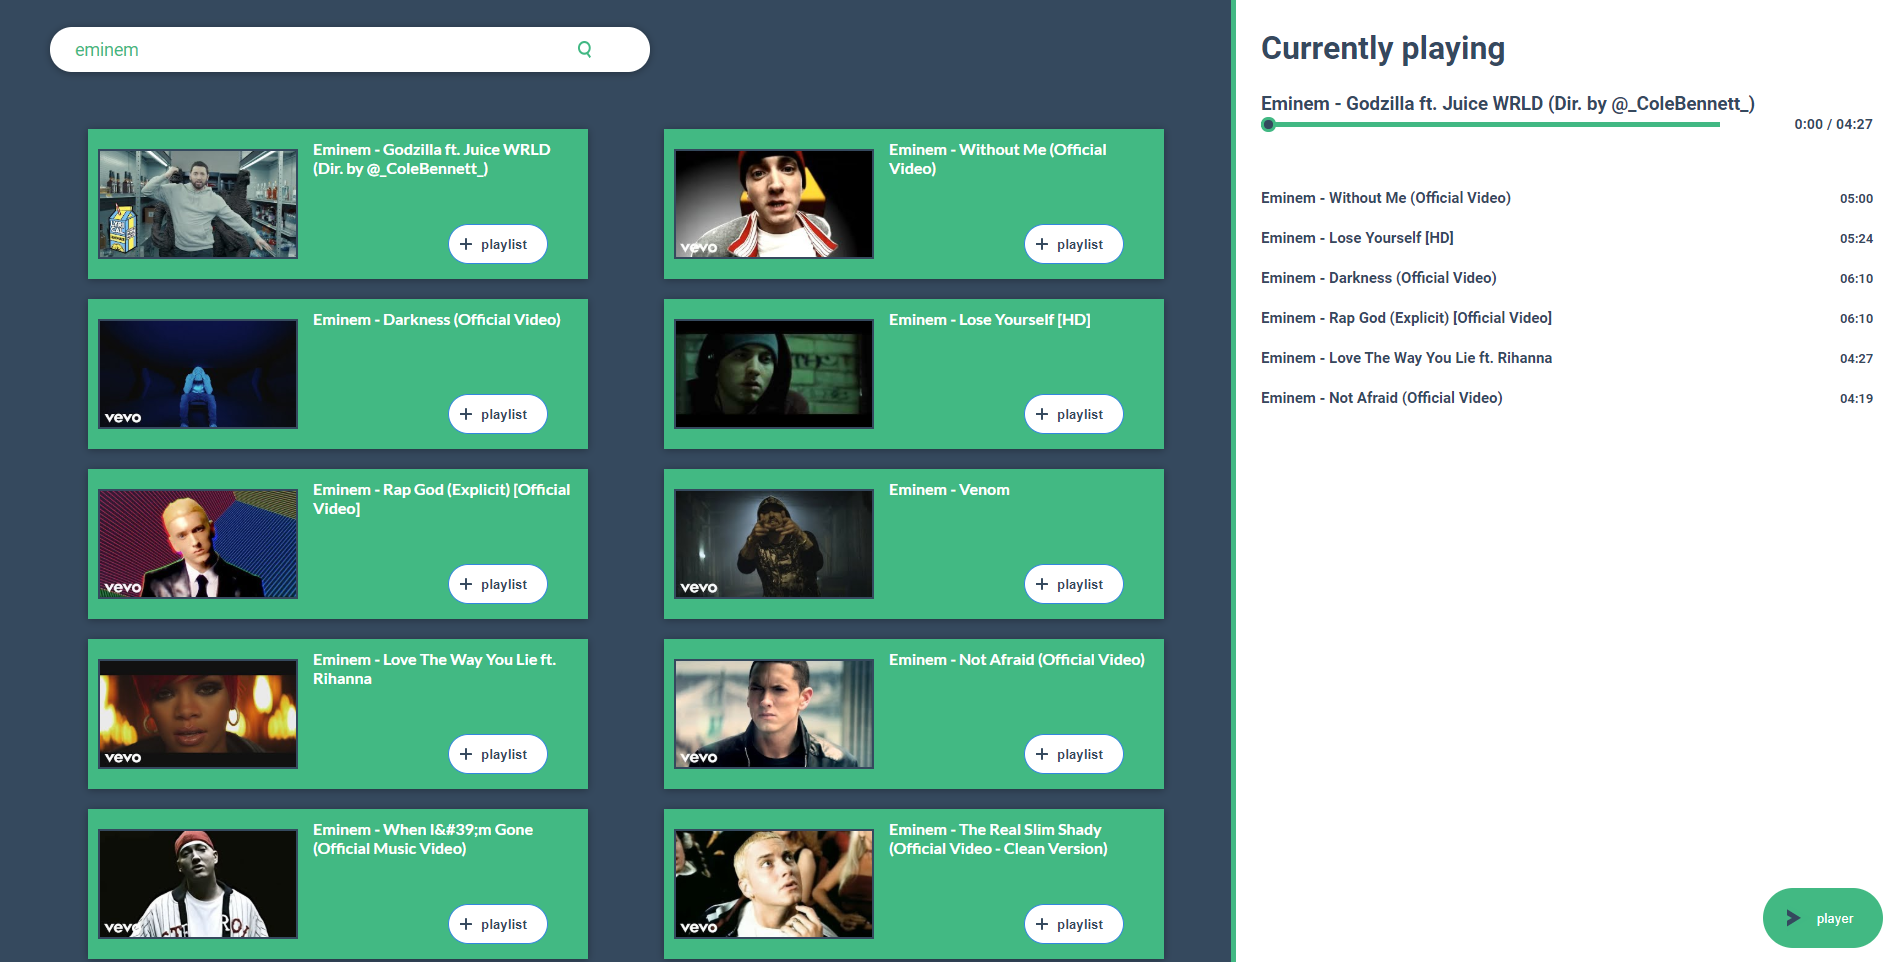 eminem
Eminem - Godzilla ft. Juice WRLD
(Dir. by @_ColeBennett_)
LYRI
CAL
+ playlist
Eminem - Without Me (Official
Video)
vevo
+ playlist
Eminem - Darkness (Official Video)
vevo
+ playlist
Eminem - Lose Yourself [HD]
+ playlist
Eminem - Rap God (Explicit) [Official
Video]
vevo
+ playlist
Eminem - Venom
vevo
+ playlist
Eminem - Love The Way You Lie ft.
Rihanna
vevo
+ playlist
Eminem - Not Afraid (Official Video)
vevo
+ playlist
Eminem - When I&#39;m Gone
(Official Music Video)
vevo
+ playlist
Eminem - The Real Slim Shady
(Official Video - Clean Version)
vevo
+ playlist
Currently playing
Eminem - Godzilla ft. Juice WRLD (Dir. by @_ColeBennett_)
0:00 / 04:27
Eminem - Without Me (Official Video) 05:00
Eminem - Lose Yourself [HD] 05:24
Eminem - Darkness (Official Video) 06:10
Eminem - Rap God (Explicit) [Official Video] 06:10
Eminem - Love The Way You Lie ft. Rihanna 04:27
Eminem - Not Afraid (Official Video) 04:19
player